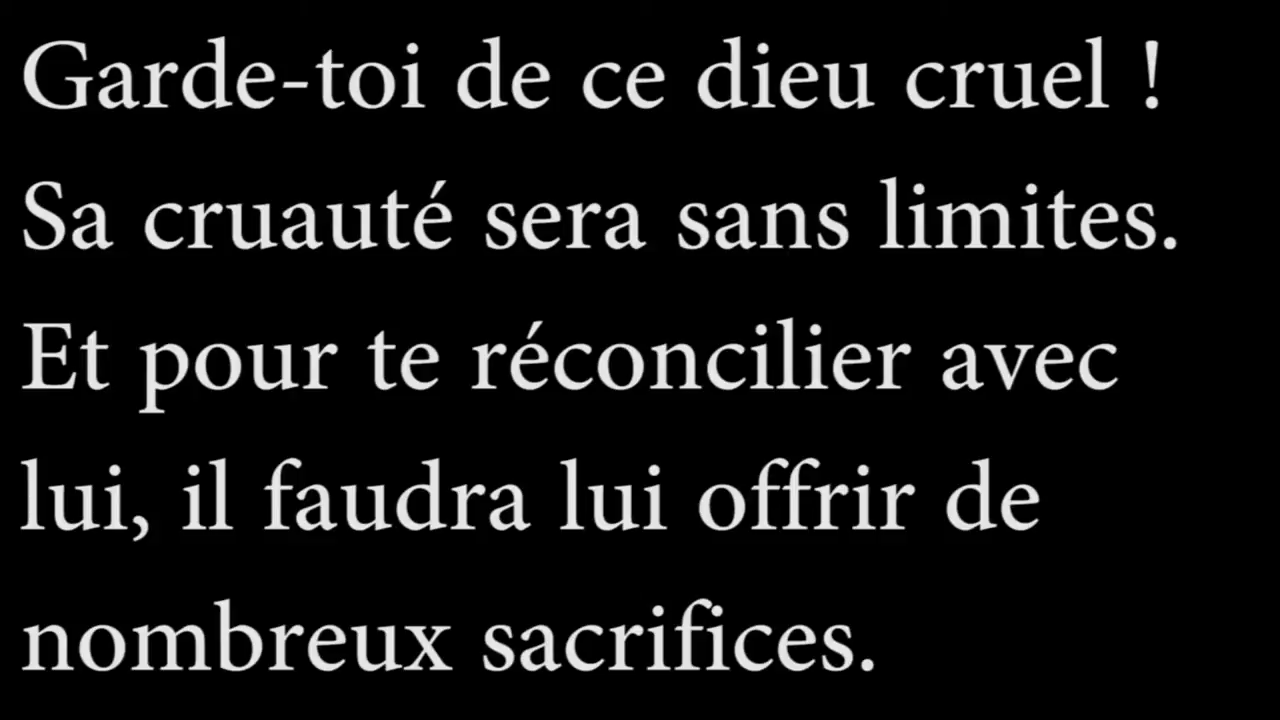 Garde-toi de ce dieu cruel !
Sa cruauté sera sans limites.
Et pour te réconcilier avec
lui, il faudra lui offrir de
nombreux sacrifices.